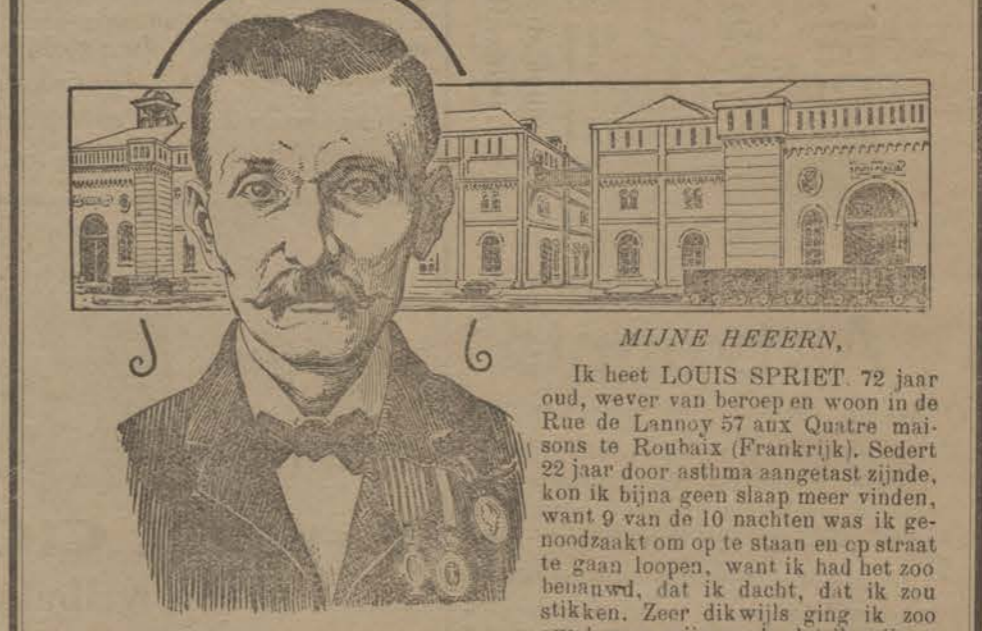 MIJNE HEEERN,
Ik heet LOUIS SPRIET. 72 jaar
oud, wever van beroep en woon in de
Rue de Lannoy 57 aux Quatre mai-
sons te Roubaix (Frankrijk). Sedert
22 jaar door asthma aangetast zijnde,
kon ik bijna geen slaap meer vinden,
want 9 van de 10 nachten was ik ge-
noodzaakt om op te staan en op straat
te gaan loopen, want ik had het zoo
benauwd, dat ik dacht, dat ik zou
stikken. Zeer dikwijls ging ik zoo